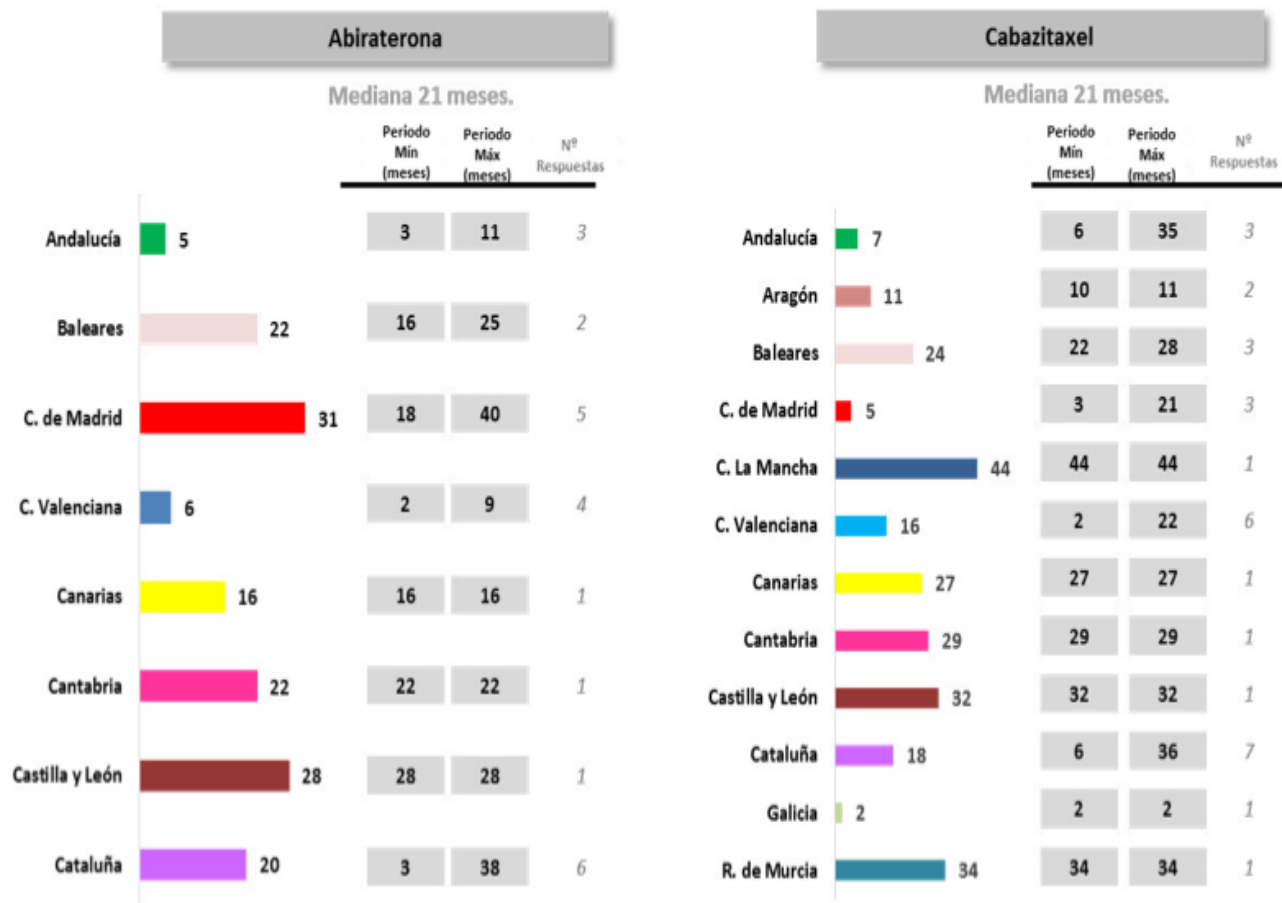 Abiraterona
Mediana 21 meses.
Periodo Mín (meses) Periodo Máx (meses) Nº Respuestas
Andalucía 5 3 11 3
Baleares 22 16 25 2
C. de Madrid 31 18 40 5
C. Valenciana 6 2 9 4
Canarias 16 16 16 1
Cantabria 22 22 22 1
Castilla y León 28 28 28 1
Cataluña 20 3 38 6
Cabazitaxel
Mediana 21 meses.
Periodo Mín (meses) Periodo Máx (meses) Nº Respuestas
Andalucía 7 6 35 3
Aragón 11 10 11 2
Baleares 24 22 28 3
C. de Madrid 5 3 21 3
C. La Mancha 44 44 44 1
C. Valenciana 16 2 22 6
Canarias 27 27 27 1
Cantabria 29 29 29 1
Castilla y León 32 32 32 1
Cataluña 18 6 36 7
Galicia 2 2 2 1
R. de Murcia 34 34 34 1